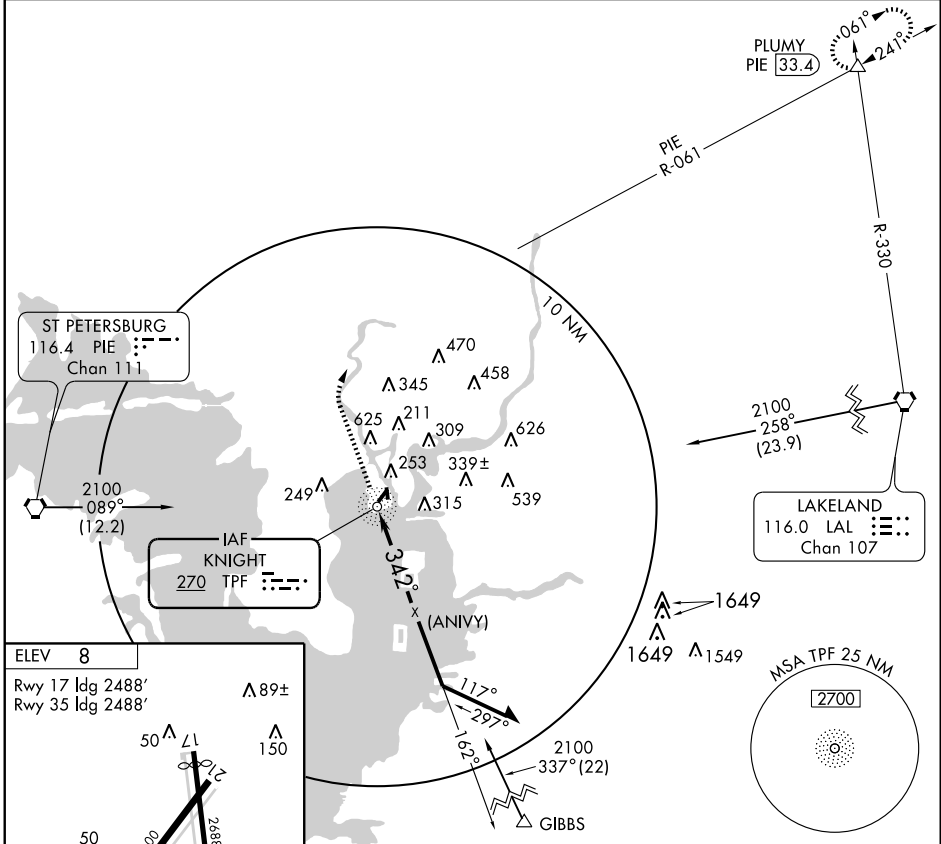 PLUMY
PIE 33.4
061°
241°
PIE
R-061
R-330
10 NM
ST PETERSBURG
116.4 PIE
Chan 111
470
345
458
625
211
309
626
253
339±
249
315
539
2100
258°
(23.9)
2100
089°
(12.2)
LAKELAND
116.0 LAL
Chan 107
IAF
KNIGHT
270 TPF
342°
(ANIVY)
1649
1649
1549
117°
297°
162°
2100
337° (22)
GIBBS
MSA TPF 25 NM
2700
ELEV 8
Rwy 17 ldg 2488'
Rwy 35 ldg 2488'
89±
50
150
17
21
2688
50